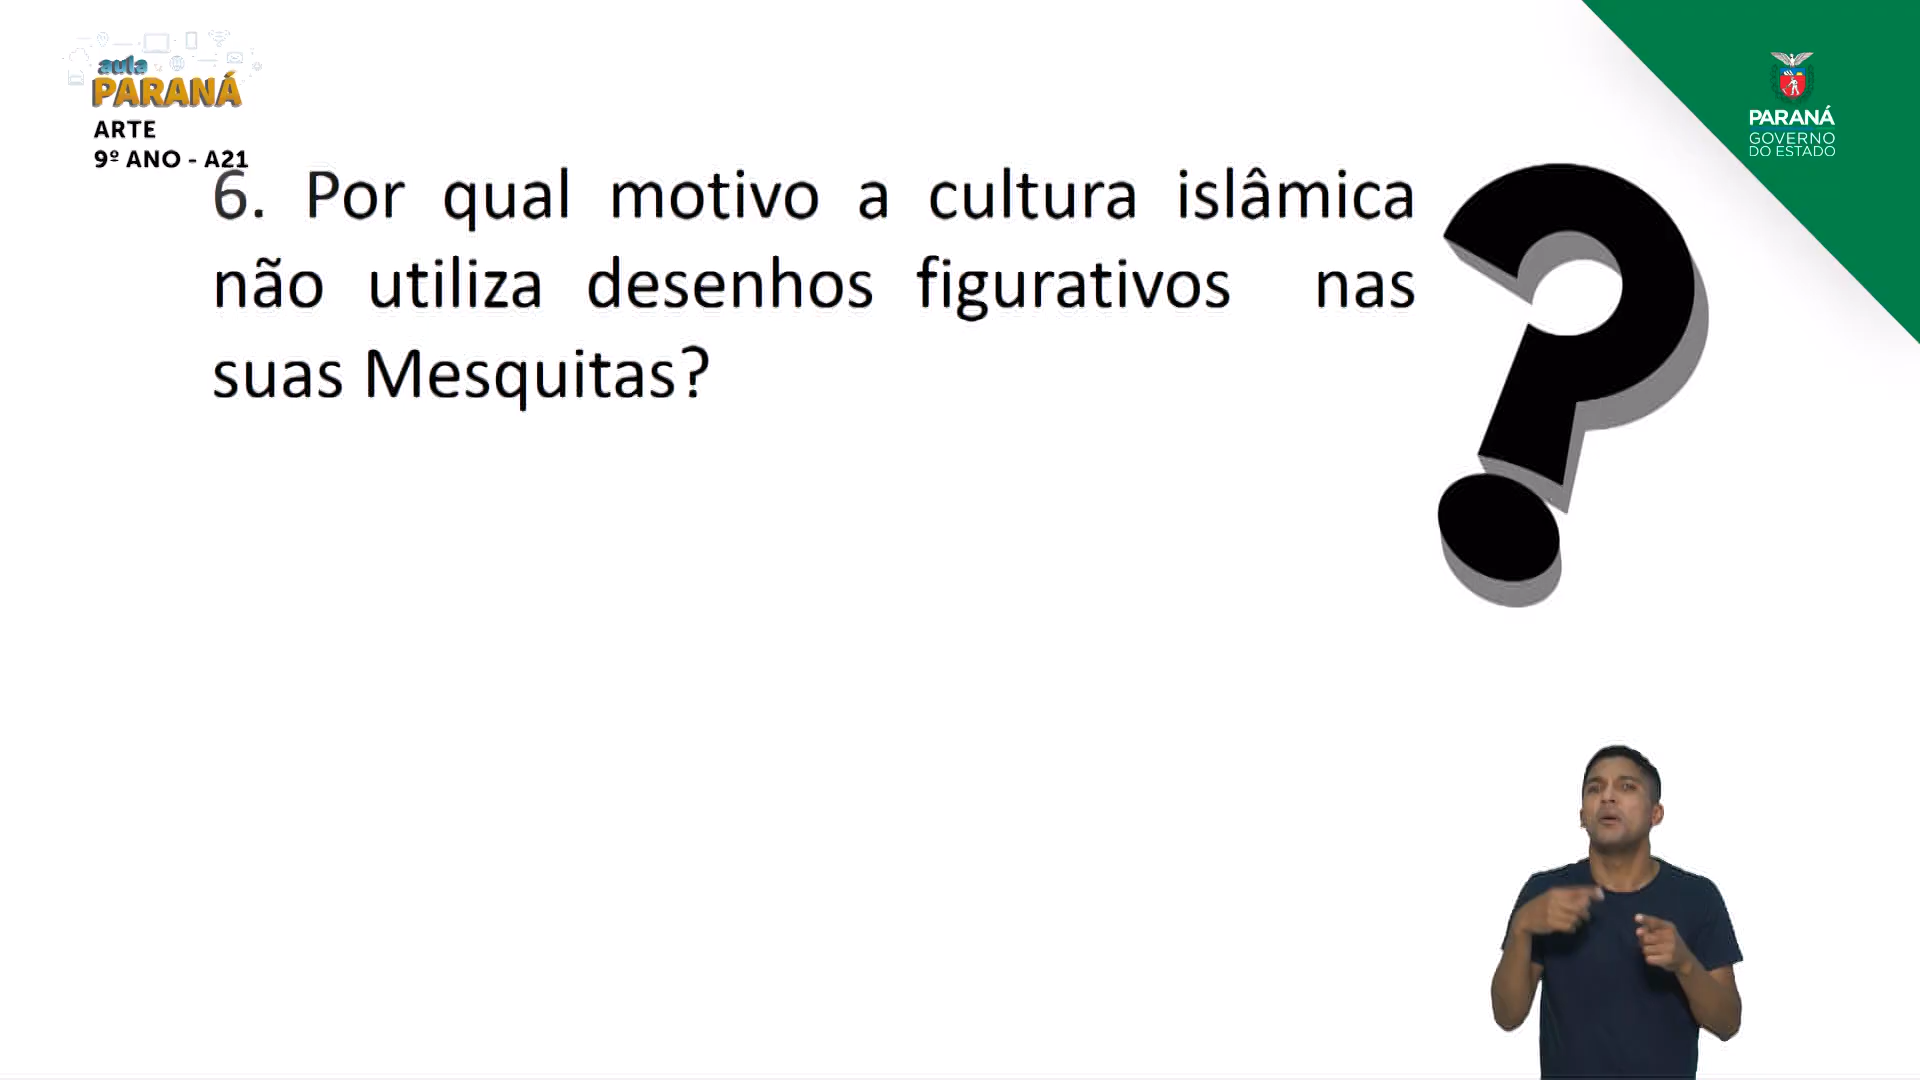 aula
PARANÁ
ARTE
9º ANO - A21
PARANÁ
GOVERNO
DO ESTADO
6. Por qual motivo a cultura islâmica
não utiliza desenhos figurativos nas
suas Mesquitas?